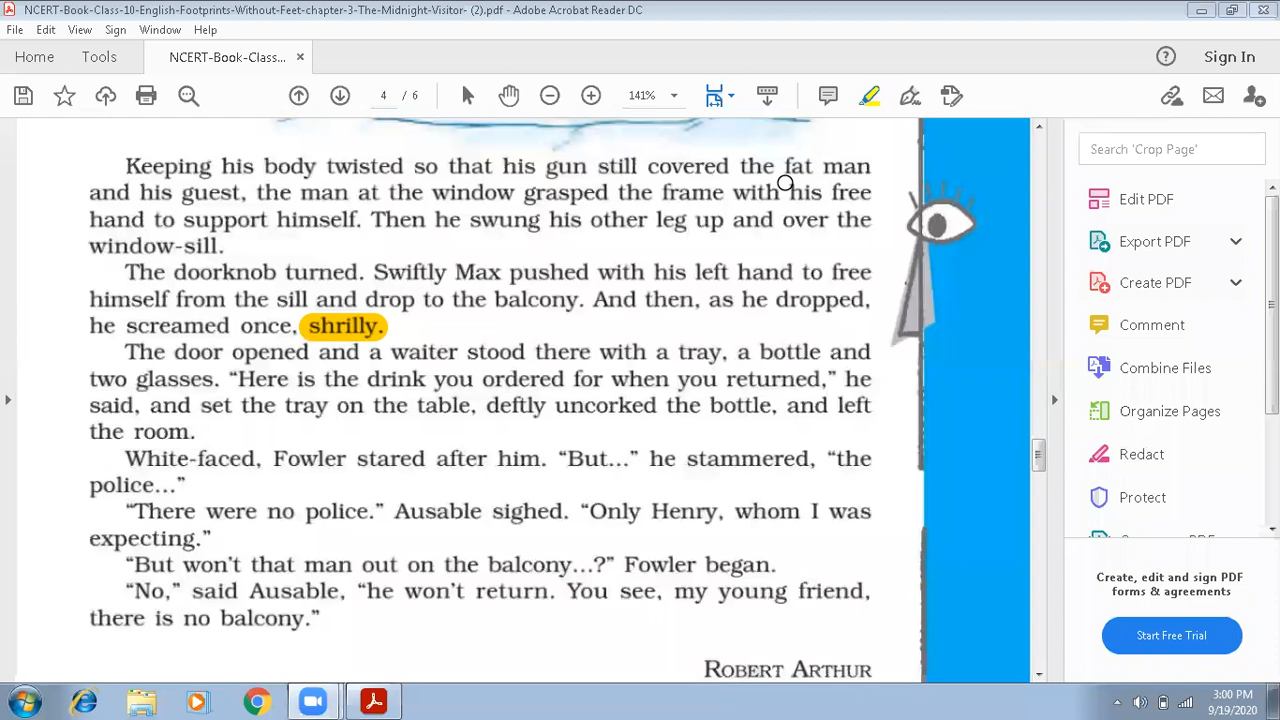 NCERT-Book-Class-10-English-Footprints-Without-Feet-chapter-3-The-Midnight-Visitor- (2).pdf - Adobe Acrobat Reader DC
File Edit View Sign Window Help
Home Tools NCERT-Book-Class... × ? Sign In
4 / 6 141%
Keeping his body twisted so that his gun still covered the fat man
and his guest, the man at the window grasped the frame with his free
hand to support himself. Then he swung his other leg up and over the
window-sill.
The doorknob turned. Swiftly Max pushed with his left hand to free
himself from the sill and drop to the balcony. And then, as he dropped,
he screamed once, shrilly.
The door opened and a waiter stood there with a tray, a bottle and
two glasses. “Here is the drink you ordered for when you returned,” he
said, and set the tray on the table, deftly uncorked the bottle, and left
the room.
White-faced, Fowler stared after him. “But...” he stammered, “the
police...”
“There were no police.” Ausable sighed. “Only Henry, whom I was
expecting.”
“But won’t that man out on the balcony...?” Fowler began.
“No,” said Ausable, “he won’t return. You see, my young friend,
there is no balcony.”
ROBERT ARTHUR
Search 'Crop Page'
Edit PDF
Export PDF
Create PDF
Comment
Combine Files
Organize Pages
Redact
Protect
Create, edit and sign PDF
forms & agreements
Start Free Trial
3:00 PM
9/19/2020